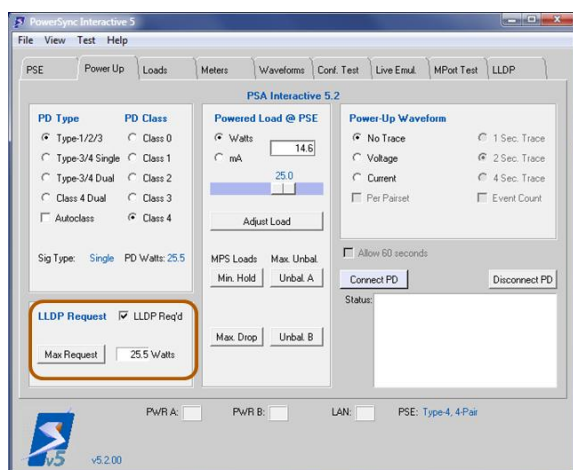 PowerSync Interactive 5
File View Test Help
PSE Power Up Loads Meters Waveforms Conf. Test Live Emul. MPort Test LLDP
PSA Interactive 5.2
PD Type PD Class
Type-1/2/3 Class 0
Type-3/4 Single Class 1
Type-3/4 Dual Class 2
Class 4 Dual Class 3
Autoclass Class 4
Sig Type: Single PD Watts: 25.5
LLDP Request LLDP Req'd
Max Request 25.5 Watts
Powered Load @ PSE
Watts 14.6
mA
25.0
Adjust Load
MPS Loads Max. Unbal.
Min. Hold Unbal. A
Max. Drop Unbal. B
Power-Up Waveform
No Trace 1 Sec. Trace
Voltage 2 Sec. Trace
Current 4 Sec. Trace
Per Pairset Event Count
Allow 60 seconds
Connect PD Disconnect PD
Status:
PWR A: PWR B: LAN: PSE: Type-4, 4-Pair
v5 v5.2.00